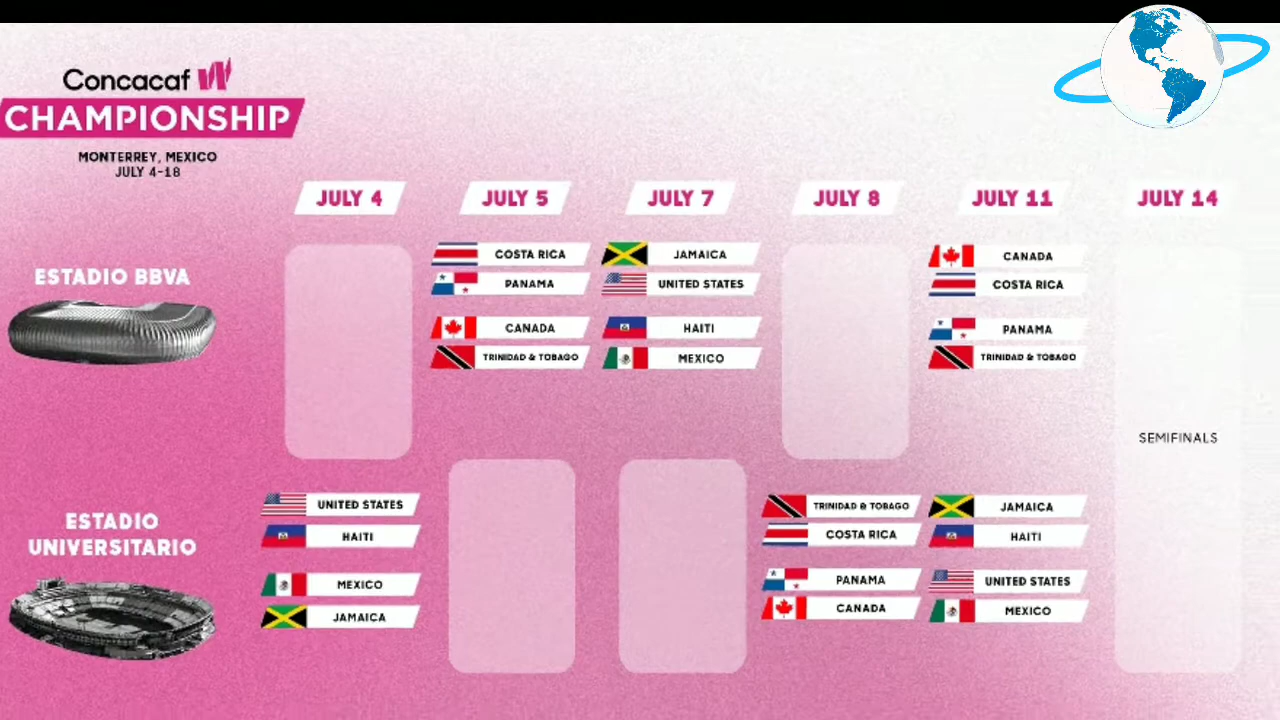 Concacaf W
CHAMPIONSHIP
MONTERREY, MEXICO
JULY 4-18
JULY 4
JULY 5
JULY 7
JULY 8
JULY 11
JULY 14
ESTADIO BBVA
COSTA RICA
PANAMA
CANADA
TRINIDAD & TOBAGO
JAMAICA
UNITED STATES
HAITI
MEXICO
CANADA
COSTA RICA
PANAMA
TRINIDAD & TOBAGO
SEMIFINALS
ESTADIO
UNIVERSITARIO
UNITED STATES
HAITI
MEXICO
JAMAICA
TRINIDAD & TOBAGO
COSTA RICA
PANAMA
CANADA
JAMAICA
HAITI
UNITED STATES
MEXICO